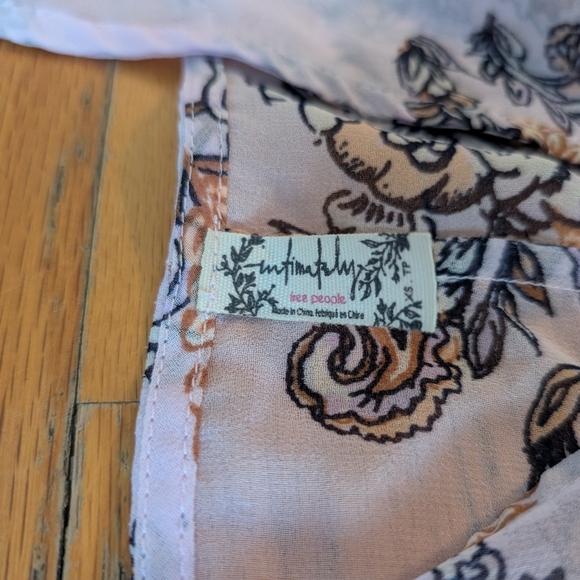 intimately
free people
Made in China. Fabriqué en Chine
XS - TP